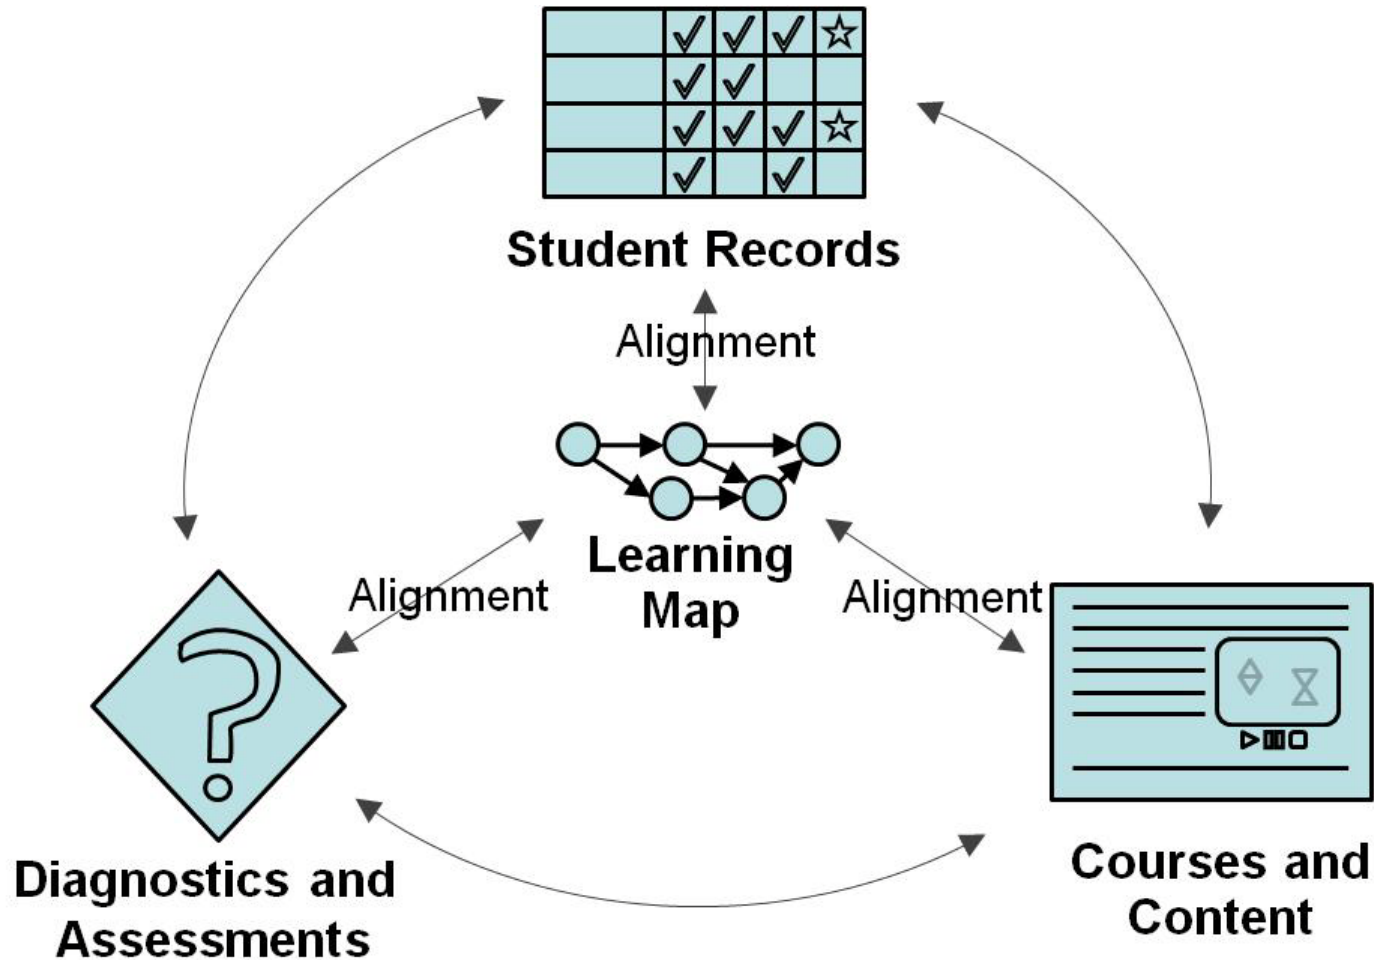 Student Records
Alignment
Learning
Map
Alignment
Alignment
Diagnostics and
Assessments
Courses and
Content